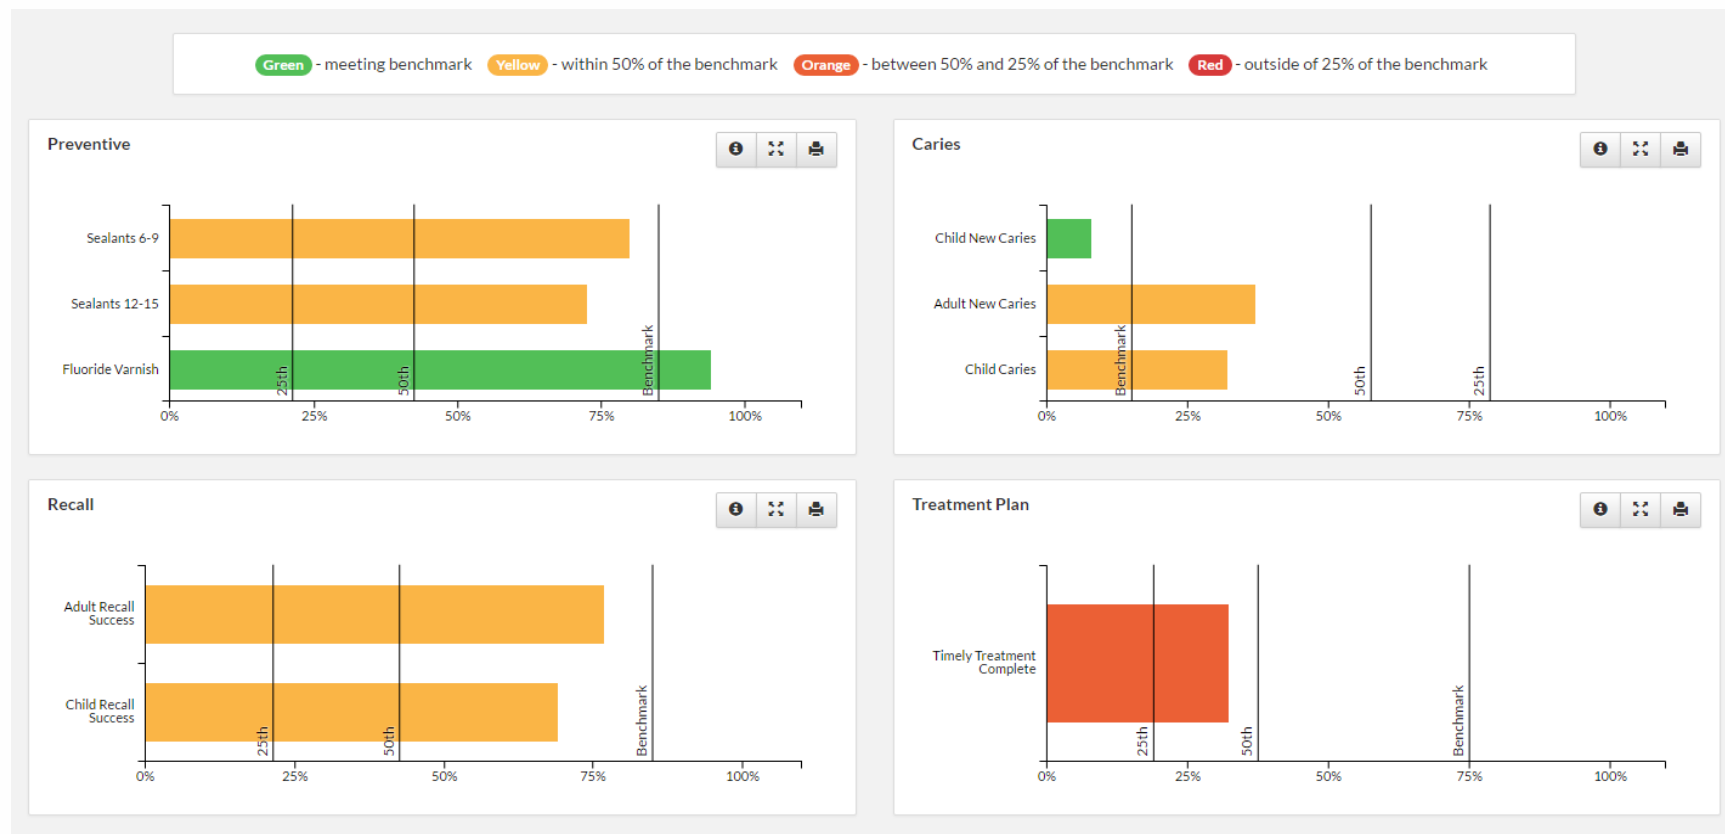 Green - meeting benchmark Yellow - within 50% of the benchmark Orange - between 50% and 25% of the benchmark Red - outside of 25% of the benchmark
Preventive
Sealants 6-9
Sealants 12-15
Fluoride Varnish
25th
50th
Benchmark
0% 25% 50% 75% 100%
Caries
Child New Caries
Adult New Caries
Child Caries
Benchmark
50th
25th
0% 25% 50% 75% 100%
Recall
Adult Recall
Success
Child Recall
Success
25th
50th
Benchmark
0% 25% 50% 75% 100%
Treatment Plan
Timely Treatment
Complete
25th
50th
Benchmark
0% 25% 50% 75% 100%